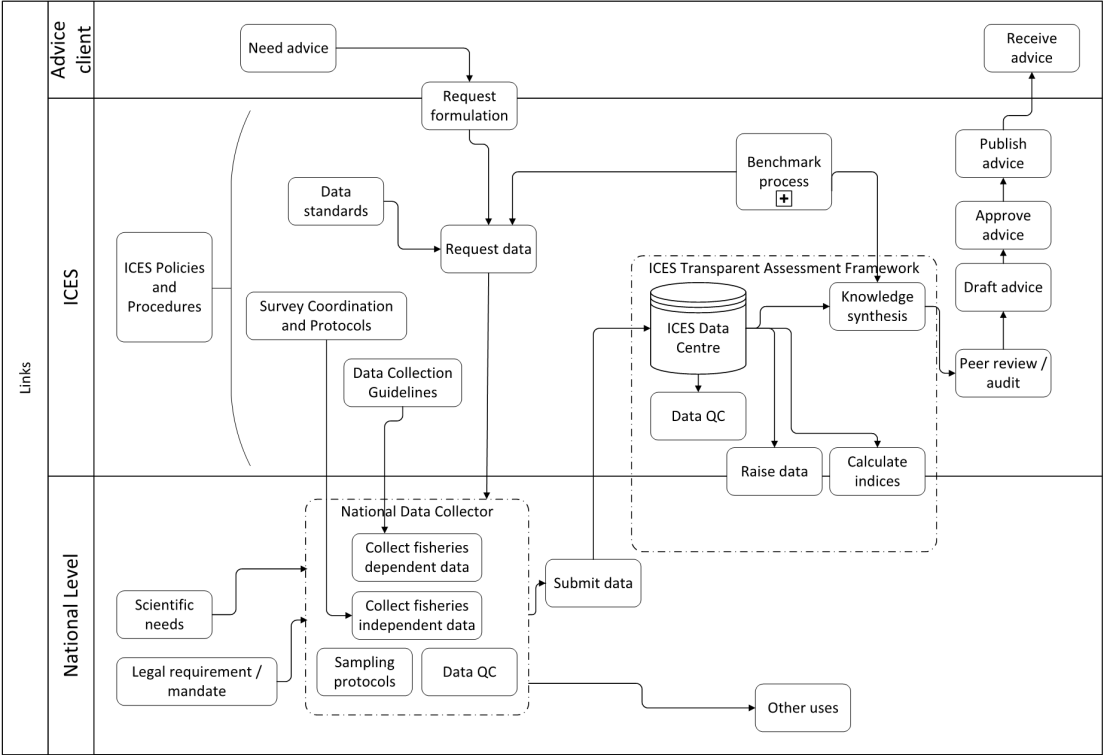 Links
Advice
client
Need advice
Request
formulation
Receive
advice
ICES
ICES Policies
and
Procedures
Data
standards
Request data
Survey Coordination
and Protocols
Data Collection
Guidelines
Benchmark
process
+
ICES Transparent Assessment Framework
ICES Data
Centre
Data QC
Knowledge
synthesis
Raise data
Calculate
indices
Publish
advice
Approve
advice
Draft advice
Peer review /
audit
National Level
National Data Collector
Collect fisheries
dependent data
Collect fisheries
independent data
Sampling
protocols
Data QC
Scientific
needs
Legal requirement /
mandate
Submit data
Other uses